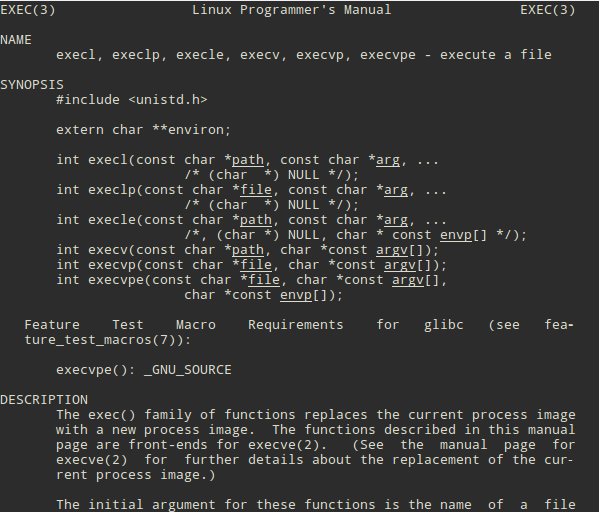 EXEC(3) Linux Programmer's Manual EXEC(3)
NAME
execl, execlp, execle, execv, execvp, execvpe - execute a file
SYNOPSIS
#include <unistd.h>
extern char **environ;
int execl(const char *path, const char *arg, ...
/* (char  *) NULL */);
int execlp(const char *file, const char *arg, ...
/* (char  *) NULL */);
int execle(const char *path, const char *arg, ...
/*, (char *) NULL, char * const envp[] */);
int execv(const char *path, char *const argv[]);
int execvp(const char *file, char *const argv[]);
int execvpe(const char *file, char *const argv[],
char *const envp[]);
Feature Test Macro Requirements for glibc (see fea-
ture_test_macros(7)):
execvpe(): _GNU_SOURCE
DESCRIPTION
The exec() family of functions replaces the current process image
with a new process image.  The functions described in this manual
page are front-ends for execve(2).  (See  the  manual  page  for
execve(2)  for  further details about the replacement of the cur-
rent process image.)
The initial argument for these functions is the name  of  a  file